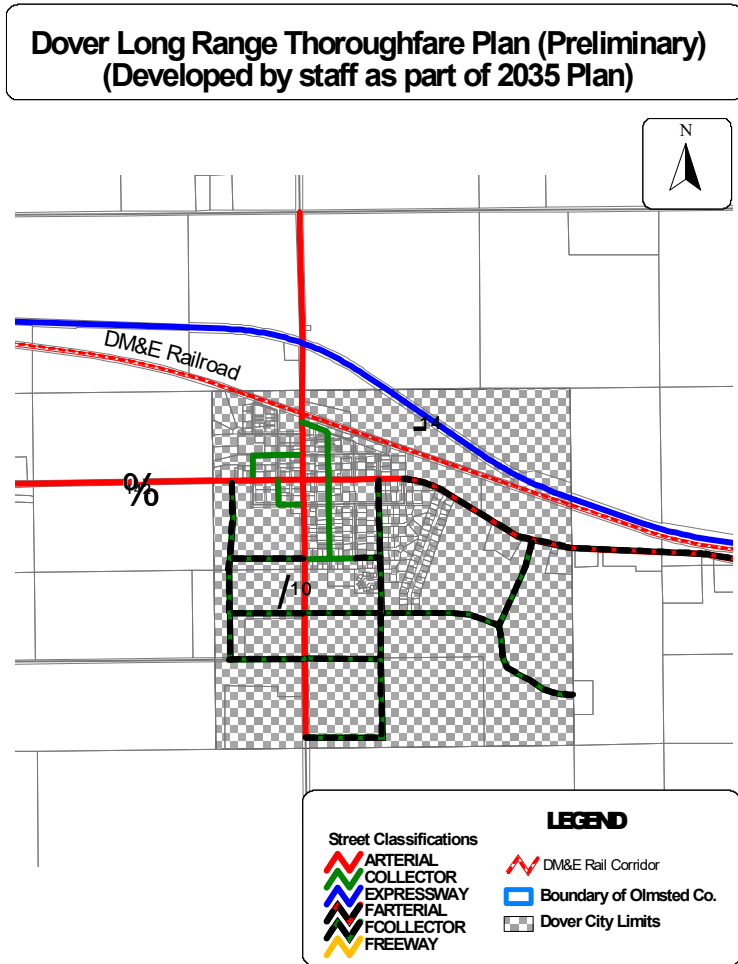 Dover Long Range Thoroughfare Plan (Preliminary)
(Developed by staff as part of 2035 Plan)
N
DM&E Railroad
14
%
10
LEGEND
Street Classifications
ARTERIAL
COLLECTOR
EXPRESSWAY
FARTERIAL
FCOLLECTOR
FREEWAY
DM&E Rail Corridor
Boundary of Olmsted Co.
Dover City Limits